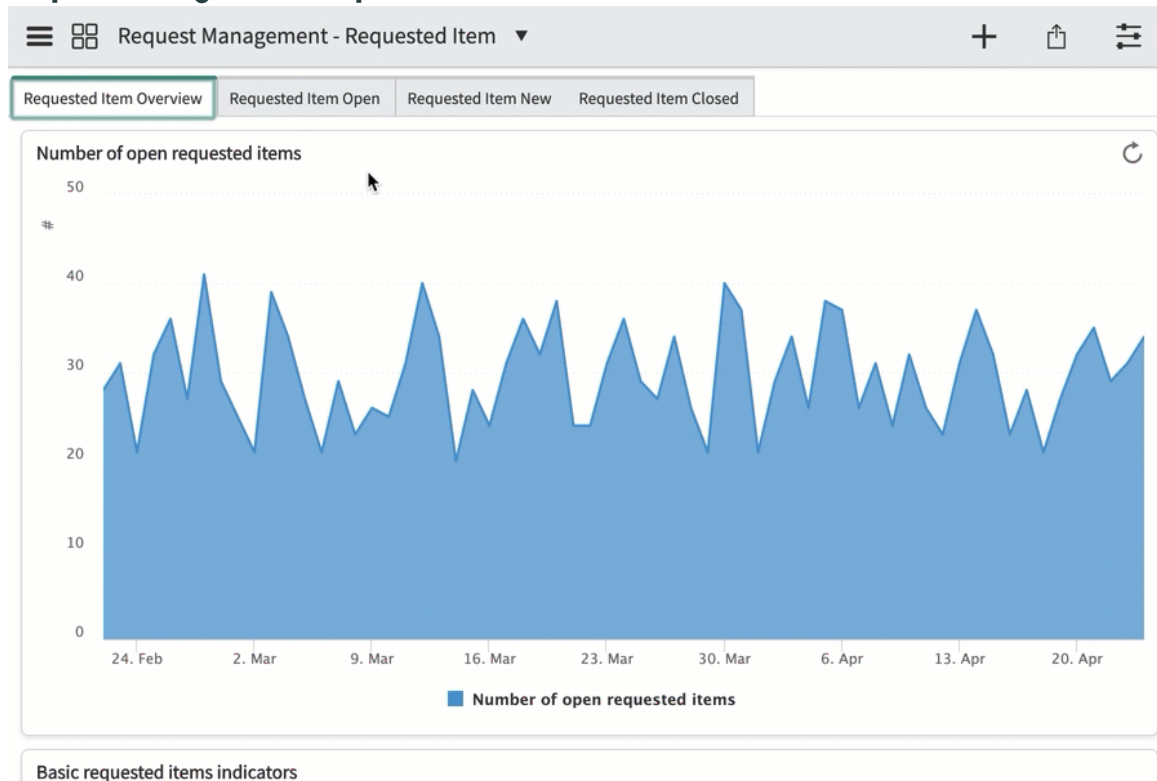 Request Management - Requested Item ▼
Requested Item Overview Requested Item Open Requested Item New Requested Item Closed
Number of open requested items
50
#
40
30
20
10
0
24. Feb 2. Mar 9. Mar 16. Mar 23. Mar 30. Mar 6. Apr 13. Apr 20. Apr
Number of open requested items
Basic requested items indicators